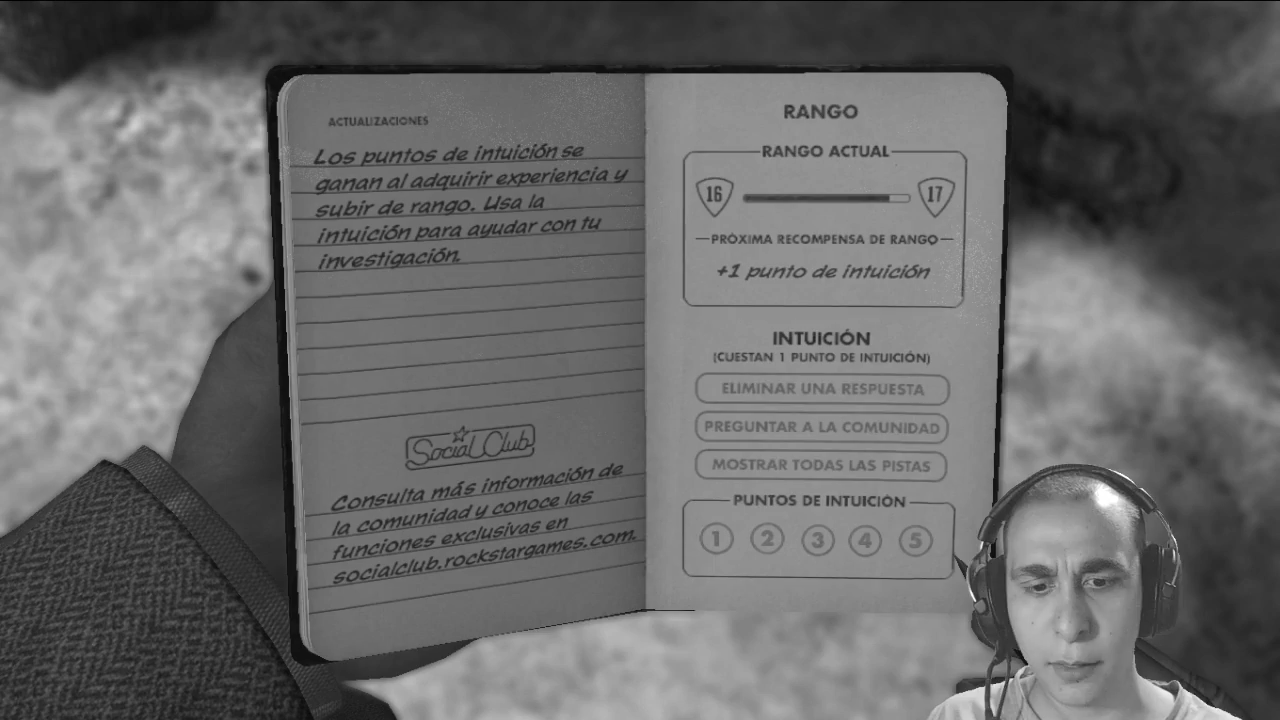 ACTUALIZACIONES
Los puntos de intuición se
ganan al adquirir experiencia y
subir de rango. Usa la
intuición para ayudar con tu
investigación.
Social Club
Consulta más información de
la comunidad y conoce las
funciones exclusivas en
socialclub.rockstargames.com.
RANGO
RANGO ACTUAL
16 17
PRÓXIMA RECOMPENSA DE RANGO
+1 punto de intuición
INTUICIÓN
(CUESTAN 1 PUNTO DE INTUICIÓN)
ELIMINAR UNA RESPUESTA
PREGUNTAR A LA COMUNIDAD
MOSTRAR TODAS LAS PISTAS
PUNTOS DE INTUICIÓN
1 2 3 4 5